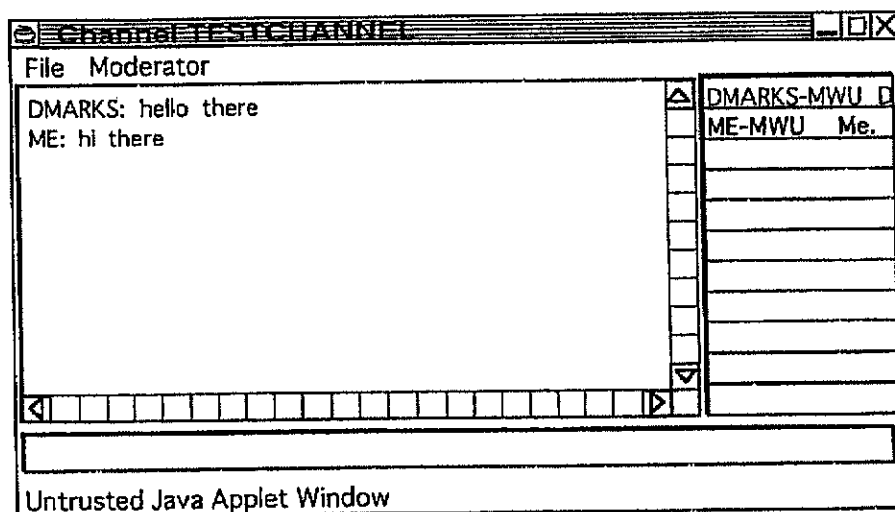 Channel TESTCHANNEL
File Moderator
DMARKS: hello there
ME: hi there
DMARKS-MWU
ME-MWU Me.
Untrusted Java Applet Window